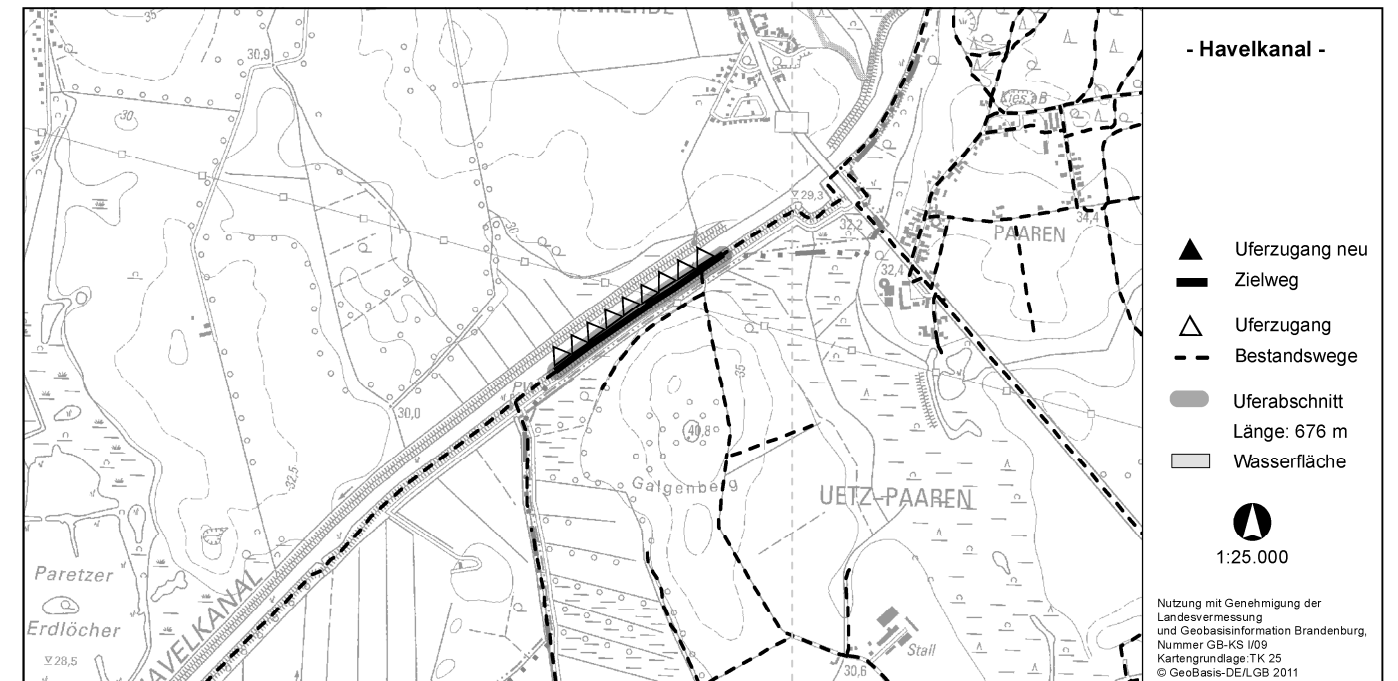 - Havelkanal -
30,9
30
Kies aB
29,3
32,2
34,4
PAAREN
32,4
30
35
30,0
40,8
32,5
Galgenberg
UETZ-PAAREN
Paretzer
Erdlöcher
28,5
Stall
30,6
Uferzugang neu
Zielweg
Uferzugang
Bestandswege
Uferabschnitt
Länge: 676 m
Wasserfläche
1:25.000
Nutzung mit Genehmigung der
Landesvermessung
und Geobasisinformation Brandenburg,
Nummer GB-KS I/09
Kartengrundlage:TK 25
© GeoBasis-DE/LGB 2011